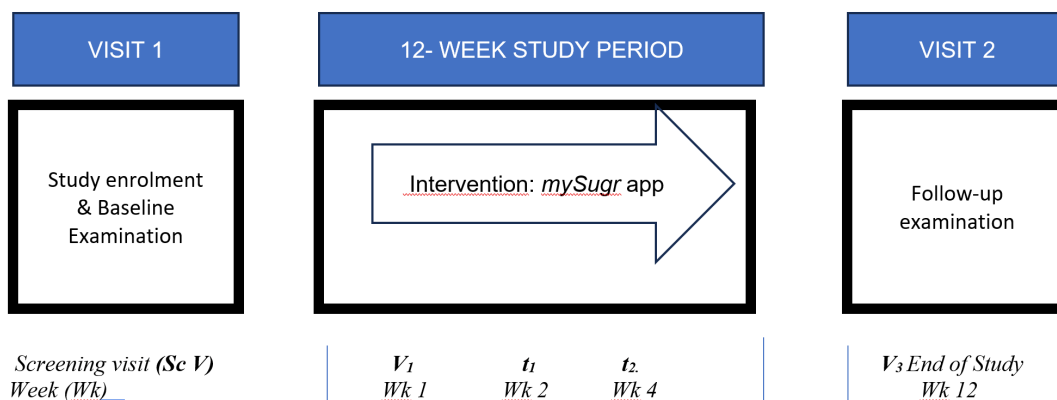 VISIT 1
12- WEEK STUDY PERIOD
VISIT 2
Study enrolment
& Baseline
Examination
Intervention: mySugr app
Follow-up
examination
Screening visit (Sc V)
Week (Wk)__
V₁
Wk 1
t₁
Wk 2
t₂.
Wk 4
V₃ End of Study
Wk 12